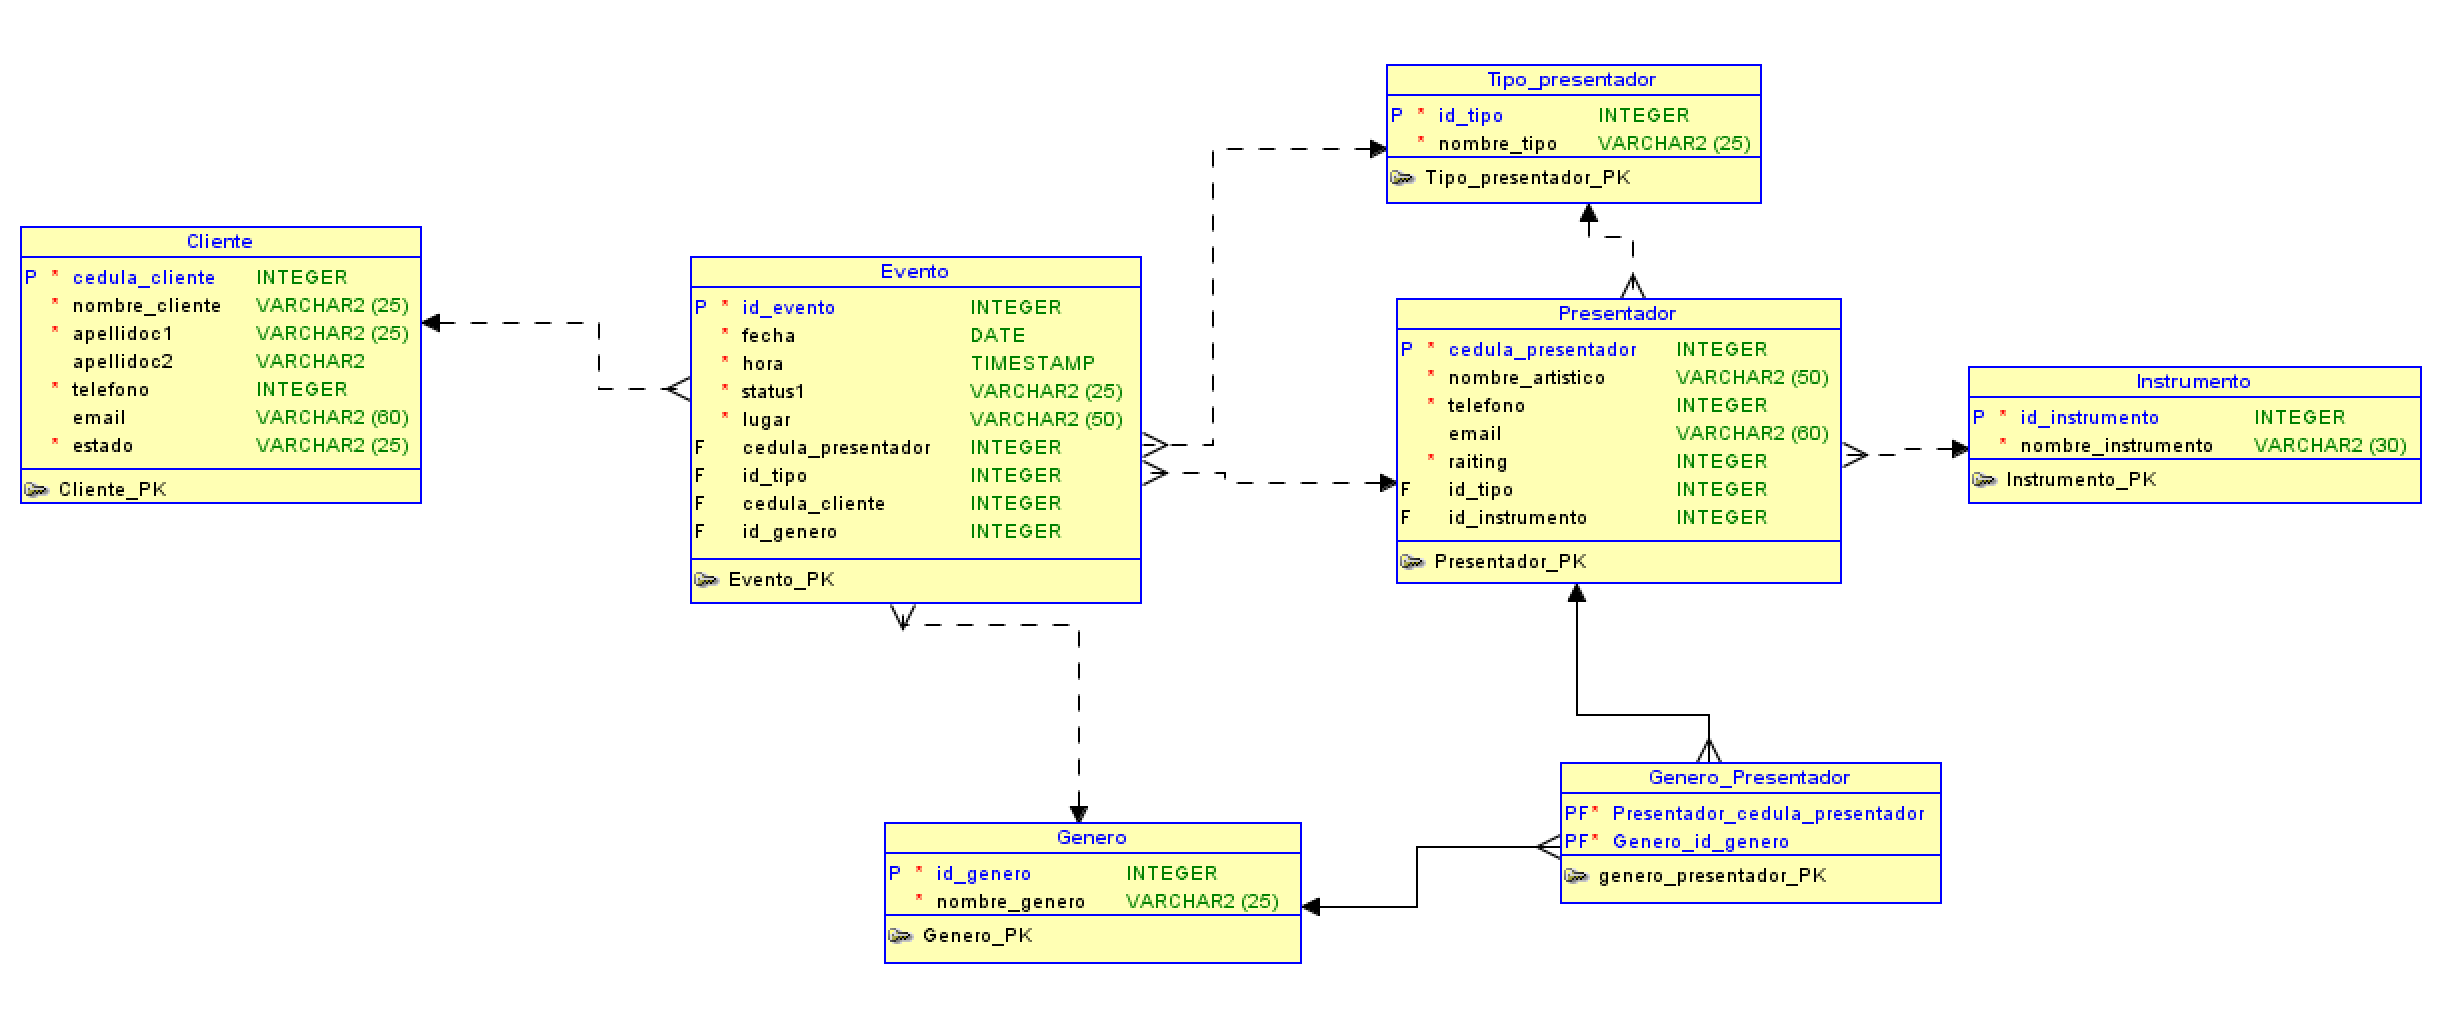 Tipo_presentador
P * id_tipo INTEGER
* nombre_tipo VARCHAR2 (25)
Tipo_presentador_PK
Cliente
P * cedula_cliente INTEGER
* nombre_cliente VARCHAR2 (25)
* apellidoc1 VARCHAR2 (25)
apellidoc2 VARCHAR2
* telefono INTEGER
email VARCHAR2 (60)
* estado VARCHAR2 (25)
Cliente_PK
Evento
P * id_evento INTEGER
* fecha DATE
* hora TIMESTAMP
* status1 VARCHAR2 (25)
* lugar VARCHAR2 (50)
F cedula_presentador INTEGER
F id_tipo INTEGER
F cedula_cliente INTEGER
F id_genero INTEGER
Evento_PK
Presentador
P * cedula_presentador INTEGER
* nombre_artistico VARCHAR2 (50)
* telefono INTEGER
email VARCHAR2 (60)
* raiting INTEGER
F id_tipo INTEGER
F id_instrumento INTEGER
Presentador_PK
Instrumento
P * id_instrumento INTEGER
* nombre_instrumento VARCHAR2 (30)
Instrumento_PK
Genero_Presentador
PF* Presentador_cedula_presentador
PF* Genero_id_genero
genero_presentador_PK
Genero
P * id_genero INTEGER
* nombre_genero VARCHAR2 (25)
Genero_PK